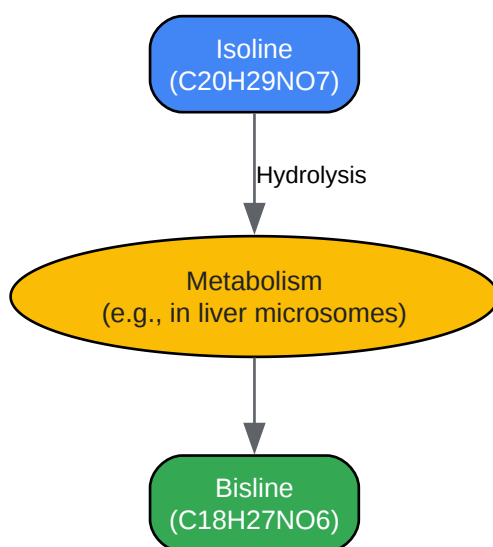 Isoline
(C20H29NO7)
Hydrolysis
Metabolism
(e.g., in liver microsomes)
Bisline
(C18H27NO6)